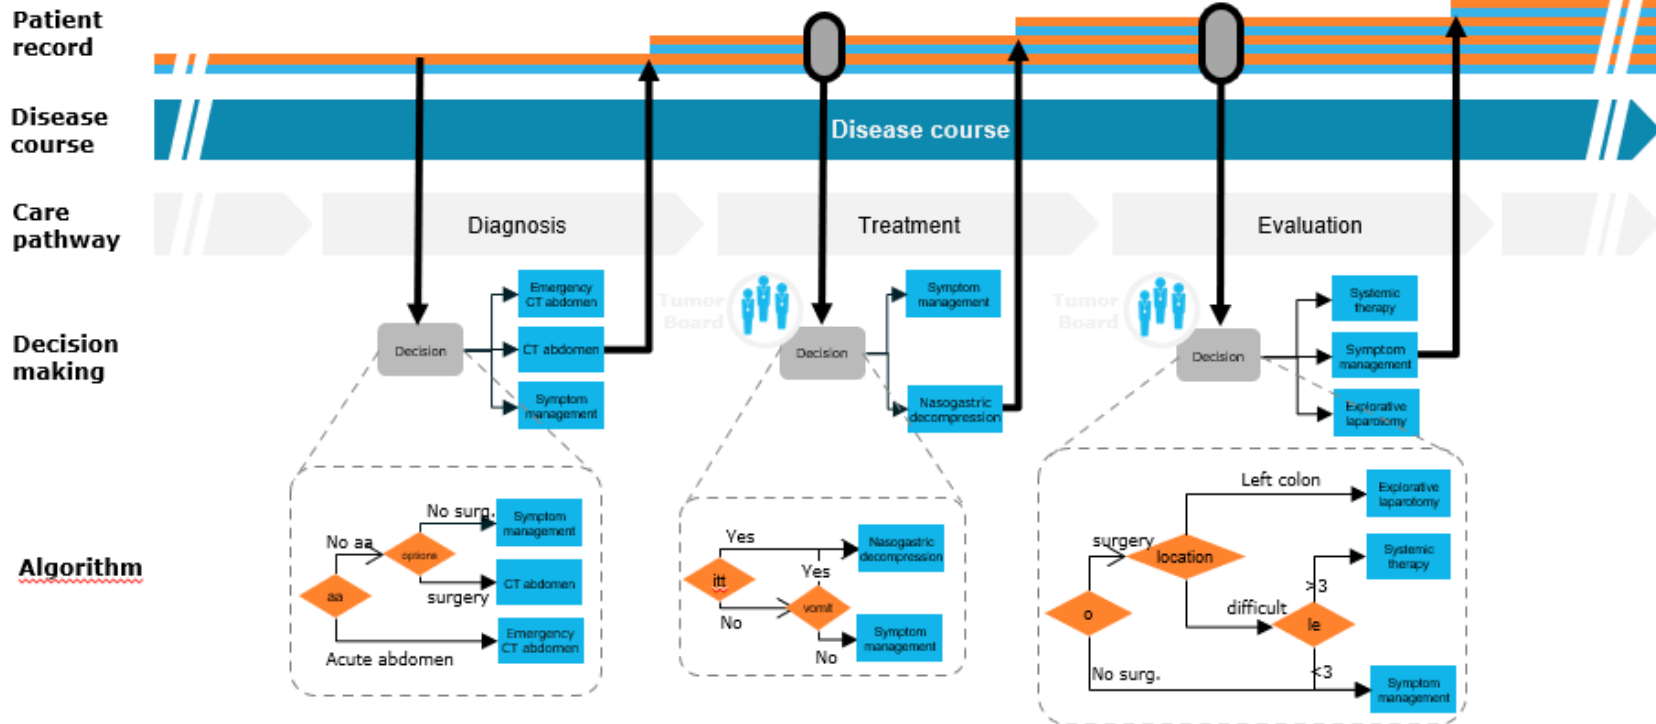 Patient
record
Disease
course
Disease course
Care
pathway
Diagnosis
Treatment
Evaluation
Decision
making
Decision
Emergency
CT abdomen
CT abdomen
Symptom
management
Tumor
Board
Decision
Symptom
management
Nasogastric
decompression
Tumor
Board
Decision
Systemic
therapy
Symptom
management
Explorative
laparotomy
Algorithm
aa
No aa
options
No surg.
Symptom
management
surgery
CT abdomen
Acute abdomen
Emergency
CT abdomen
itt
Yes
Nasogastric
decompression
Yes
No
vomit
No
Symptom
management
o
surgery
location
Left colon
Explorative
laparotomy
difficult
le
>3
Systemic
therapy
<3
No surg.
Symptom
management